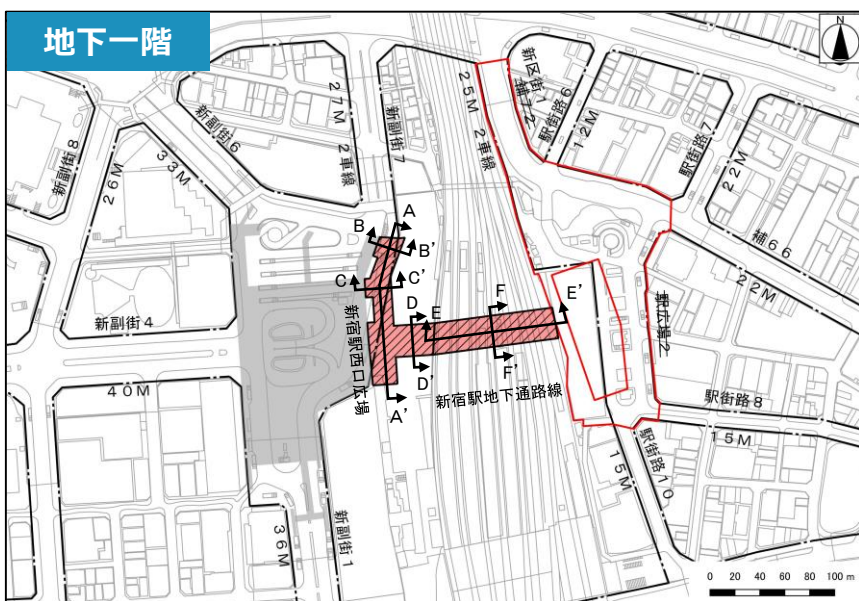 地下一階
N
新副街8
26M
33M
新副街6
27M
2車線
新副街7
25M
2車線
新区街1
補72
駅街路6
12M
駅街路7
22M
補66
22M
A
B
B'
C
C'
D
E
F
E'
D'
F'
A'
新宿駅西口広場
新宿駅地下通路線
駅広場2
新副街4
40M
駅街路8
15M
駅街路10
15M
36M
新副街1
0 20 40 60 80 100 m